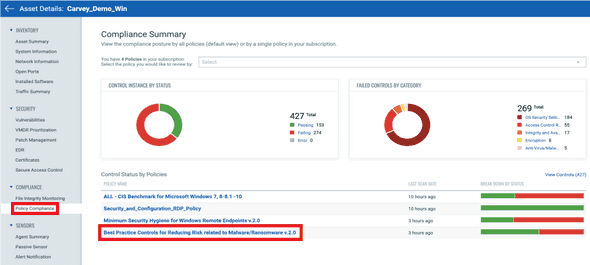 Asset Details: Carvey_Demo_Win
INVENTORY
Asset Summary
System Information
Network Information
Open Ports
Installed Software
Traffic Summary
SECURITY
Vulnerabilities
VMDR Prioritization
Patch Management
EDR
Certificates
Secure Access Control
COMPLIANCE
File Integrity Monitoring
Policy Compliance
SENSORS
Agent Summary
Passive Sensor
Alert Notification
Compliance Summary
View the compliance posture by all policies (default view) or by a single policy in your subscription.
You have 4 Policies in your subscription.
Select the policy you would like to review by:
Select
CONTROL INSTANCE BY STATUS
427 Total
Passing 153
Failing 274
Error 0
FAILED CONTROLS BY CATEGORY
269 Total
OS Security Setti... 184
Access Control R... 55
Integrity and Ava... 17
Encryption 8
Anti-Virus/Malw... 5
Control Status by Policies
View Controls (427)
POLICY NAME LAST SCAN DATE BREAK DOWN BY STATUS
ALL - CIS Benchmark for Microsoft Windows 7, 8-8.1 -10 10 hours ago
Security_and_Configuration_RDP_Policy 10 hours ago
Minimum Security Hygiene for Windows Remote Endpoints v.2.0 3 hours ago
Best Practice Controls for Reducing Risk related to Malware/Ransomware v.2.0 3 hours ago